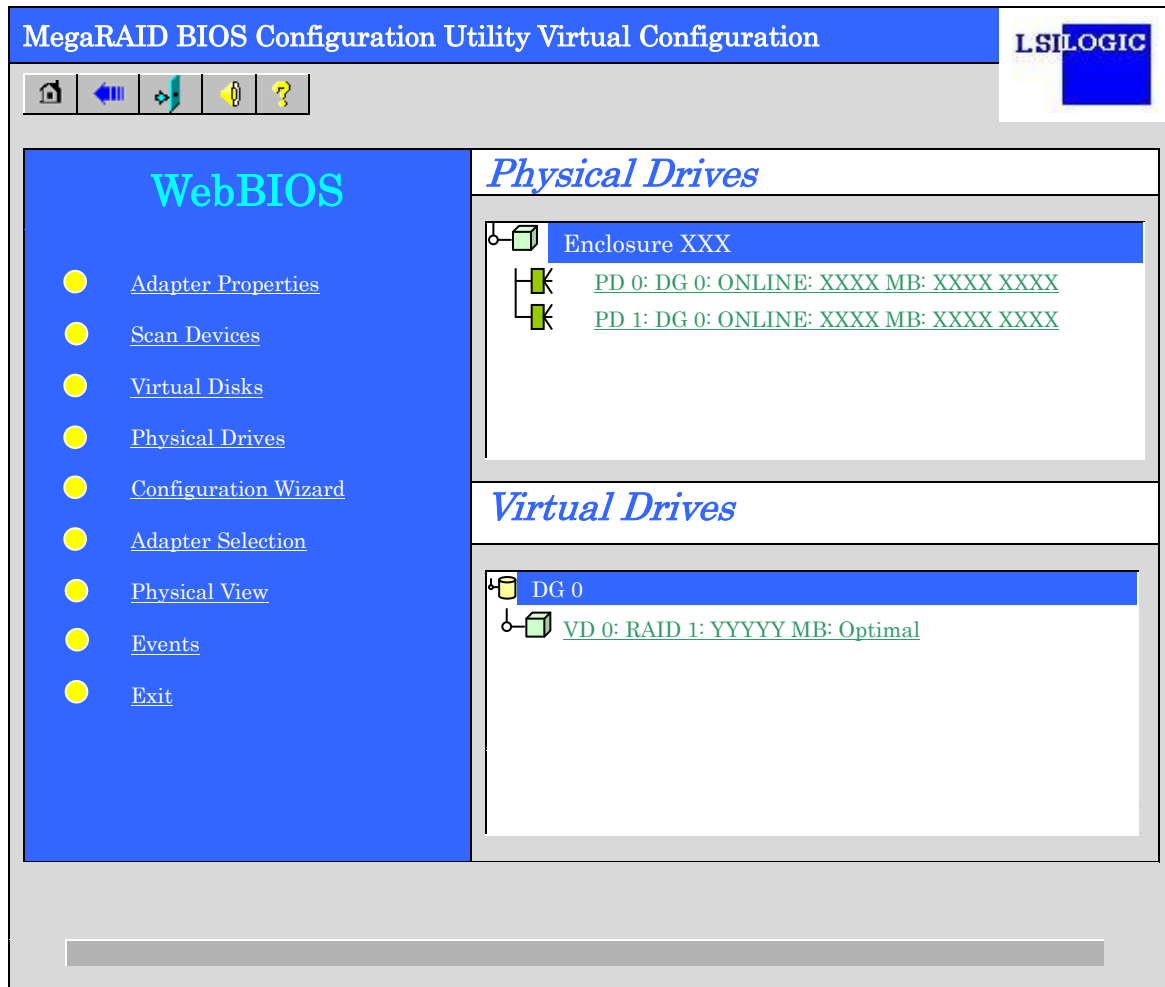 MegaRAID BIOS Configuration Utility Virtual Configuration
LSILOGIC
WebBIOS
Adapter Properties
Scan Devices
Virtual Disks
Physical Drives
Configuration Wizard
Adapter Selection
Physical View
Events
Exit
Physical Drives
Enclosure XXX
PD 0: DG 0: ONLINE: XXXX MB: XXXX XXXX
PD 1: DG 0: ONLINE: XXXX MB: XXXX XXXX
Virtual Drives
DG 0
VD 0: RAID 1: YYYYY MB: Optimal